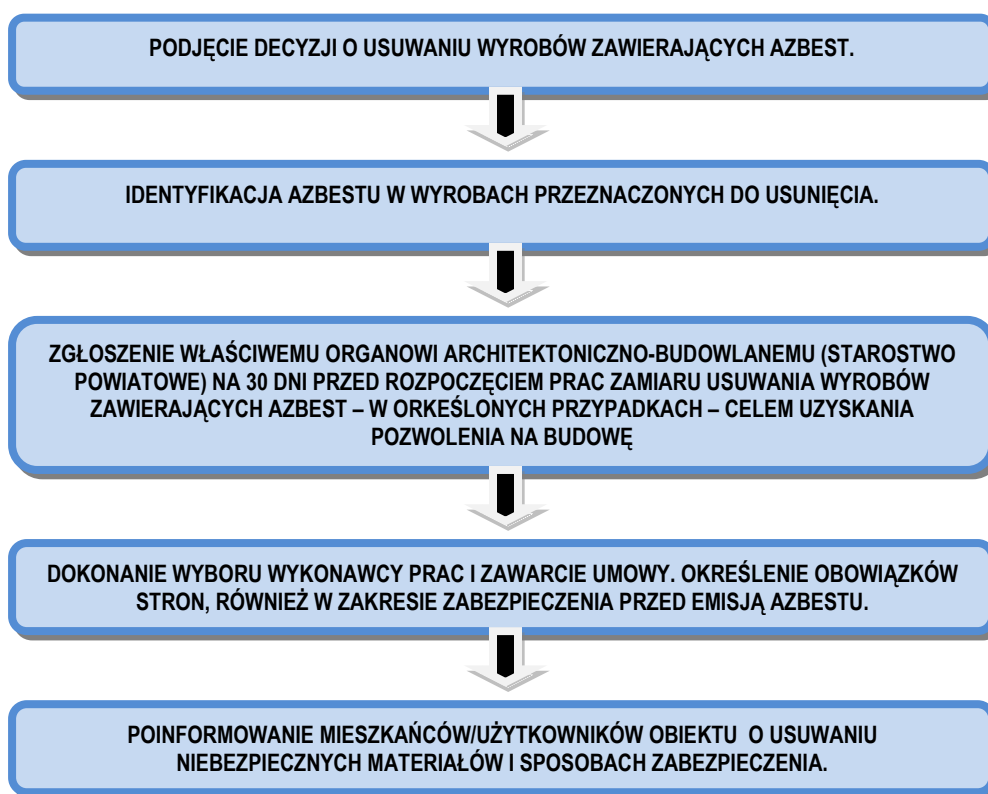 PODJĘCIE DECYZJI O USUWANIU WYROBÓW ZAWIERAJĄCYCH AZBEST.
IDENTYFIKACJA AZBESTU W WYROBACH PRZEZNACZONYCH DO USUNIĘCIA.
ZGŁOSZENIE WŁAŚCIWEMU ORGANOWI ARCHITEKTONICZNO-BUDOWLANEMU (STAROSTWO
POWIATOWE) NA 30 DNI PRZED ROZPOCZĘCIEM PRAC ZAMIARU USUWANIA WYROBÓW
ZAWIERAJĄCYCH AZBEST – W ORKEŚLONYCH PRZYPADKACH – CELEM UZYSKANIA
POZWOLENIA NA BUDOWĘ
DOKONANIE WYBORU WYKONAWCY PRAC I ZAWARCIE UMOWY. OKREŚLENIE OBOWIĄZKÓW
STRON, RÓWNIEŻ W ZAKRESIE ZABEZPIECZENIA PRZED EMISJĄ AZBESTU.
POINFORMOWANIE MIESZKAŃCÓW/UŻYTKOWNIKÓW OBIEKTU O USUWANIU
NIEBEZPIECZNYCH MATERIAŁÓW I SPOSOBACH ZABEZPIECZENIA.